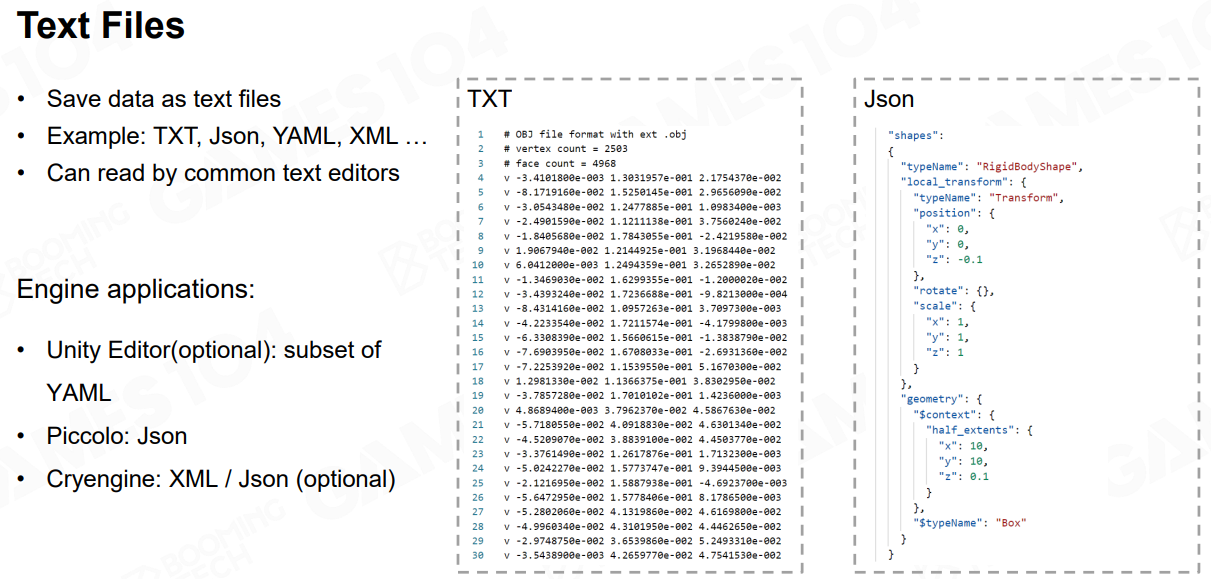 Text Files
• Save data as text files
• Example: TXT, Json, YAML, XML …
• Can read by common text editors
Engine applications:
• Unity Editor(optional): subset of
YAML
• Piccolo: Json
• Cryengine: XML / Json (optional)
TXT
1 # OBJ file format with ext .obj
2 # vertex count = 2503
3 # face count = 4968
4 v -3.4101800e-003 1.3031957e-001 2.1754370e-002
5 v -8.1719160e-002 1.5250145e-001 2.9656090e-002
6 v -3.0543480e-002 1.2477885e-001 1.0983400e-003
7 v -2.4901590e-002 1.1211138e-001 3.7560240e-002
8 v -1.8405680e-002 1.7843055e-001 -2.4219580e-002
9 v 1.9067940e-002 1.2144925e-001 3.1968440e-002
10 v 6.0412000e-003 1.2494359e-001 3.2652890e-002
11 v -1.3469030e-002 1.6299355e-001 -1.2000020e-002
12 v -3.4393240e-002 1.7236688e-001 -9.8213000e-004
13 v -8.4314160e-002 1.0957263e-001 3.7097300e-003
14 v -4.2233540e-002 1.7211574e-001 -4.1799800e-003
15 v -6.3308390e-002 1.5660615e-001 -1.3838790e-002
16 v -7.6903950e-002 1.6708033e-001 -2.6931360e-002
17 v -7.2253920e-002 1.1539550e-001 5.1670300e-002
18 v 1.2981330e-002 1.1366375e-001 3.8302950e-002
19 v -3.7857280e-002 1.7010102e-001 1.4236000e-003
20 v 4.8689400e-003 3.7962370e-002 4.5867630e-002
21 v -5.7180550e-002 4.0918830e-002 4.6301340e-002
22 v -4.5209070e-002 3.8839100e-002 4.4503770e-002
23 v -3.3761490e-002 1.2617876e-001 1.7132300e-003
24 v -5.0242270e-002 1.5773747e-001 9.3944500e-003
25 v -2.1216950e-002 1.5887938e-001 -4.6923700e-003
26 v -5.6472950e-002 1.5778406e-001 8.1786500e-003
27 v -5.2802060e-002 4.1319860e-002 4.6169800e-002
28 v -4.9960340e-002 4.3101950e-002 4.4462650e-002
29 v -2.9748750e-002 3.6539860e-002 5.2493310e-002
30 v -3.5438900e-003 4.2659770e-002 4.7541530e-002
Json
"shapes":
{
"typeName": "RigidBodyShape",
"local_transform": {
"typeName": "Transform",
"position": {
"x": 0,
"y": 0,
"z": -0.1
},
"rotate": {},
"scale": {
"x": 1,
"y": 1,
"z": 1
}
},
"geometry": {
"$context": {
"half_extents": {
"x": 10,
"y": 10,
"z": 0.1
}
},
"$typeName": "Box"
}
}